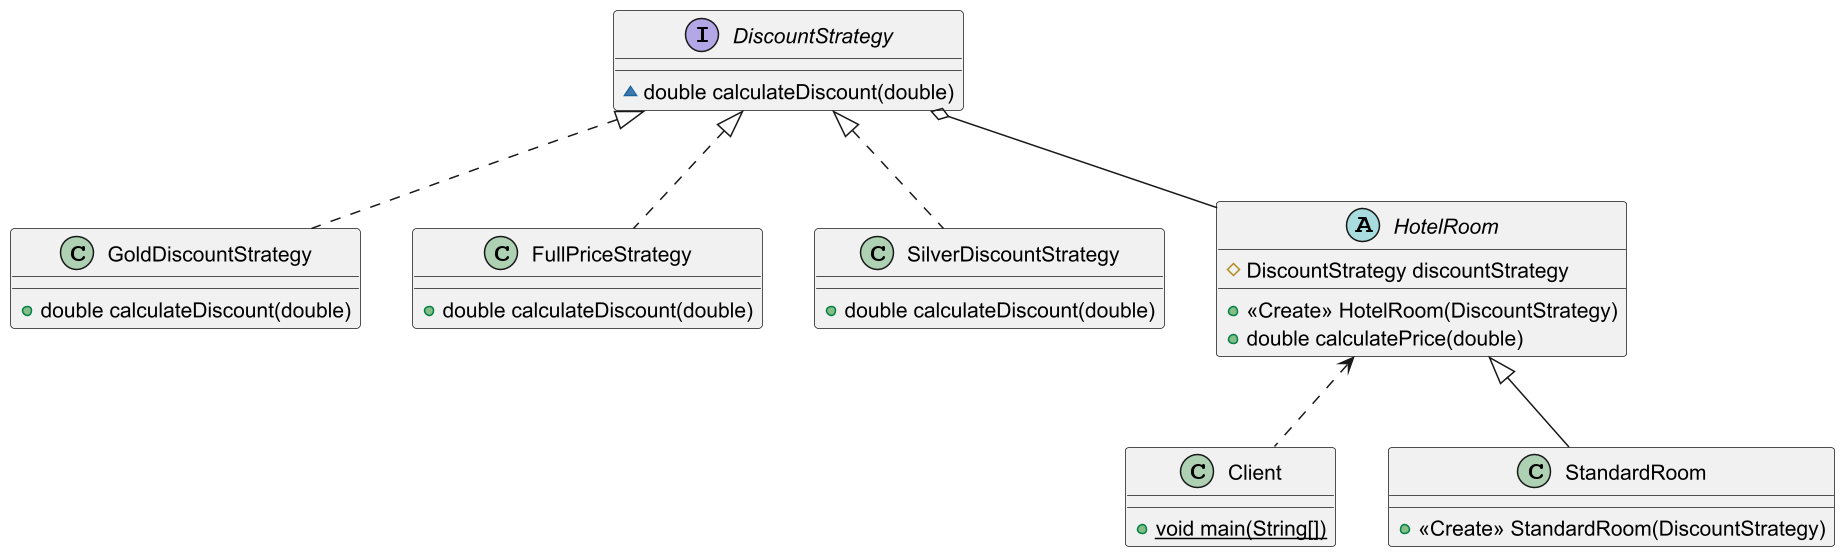 I DiscountStrategy
double calculateDiscount(double)
C GoldDiscountStrategy
double calculateDiscount(double)
C FullPriceStrategy
double calculateDiscount(double)
C SilverDiscountStrategy
double calculateDiscount(double)
A HotelRoom
DiscountStrategy discountStrategy
«Create» HotelRoom(DiscountStrategy)
double calculatePrice(double)
C Client
void main(String[])
C StandardRoom
«Create» StandardRoom(DiscountStrategy)